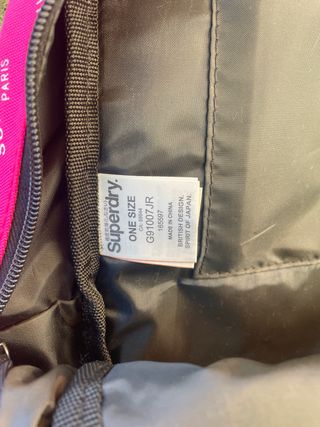 PARIS
Superdry.
ONE SIZE
G91007JR
165597
MADE IN CHINA
BRITISH DESIGN.
SPIRIT OF JAPAN.